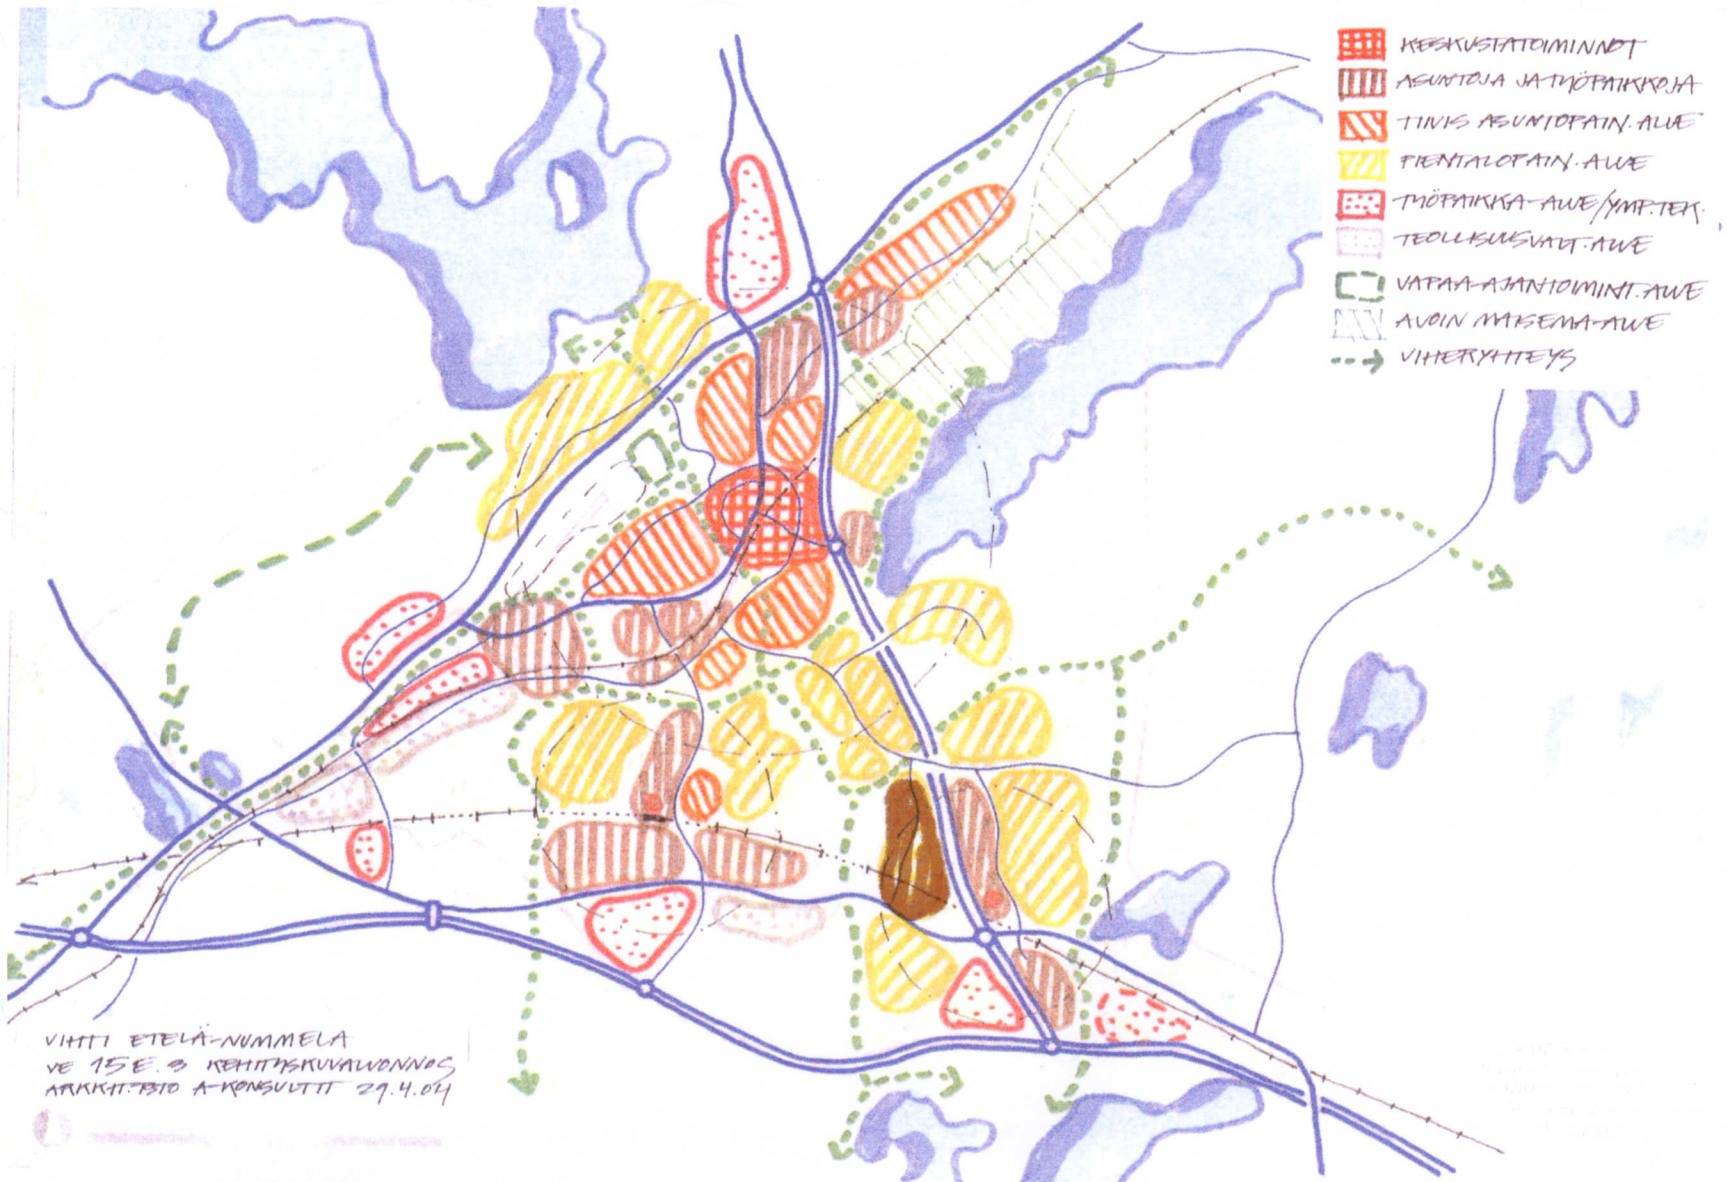 KESKUSTATOIMINNOT
ASUNTOJA JA TYÖPAIKKOJA
TIIVIS ASUNTOPAIN. ALUE
PIENTALOPAIN. ALUE
TYÖPAIKKA-ALUE/YMP.TEK.
TEOLLISUUSVALT. ALUE
VAPAA-AJANTOIMINT. ALUE
AVOIN MAISEMA-ALUE
VIHERYHTEYS
VIHTI ETELÄ-NUMMELA
VE 15 E. 3 KEHITYSKUVALUONNOS
ARKKIT.TSTO A-KONSULTIT 29.4.04